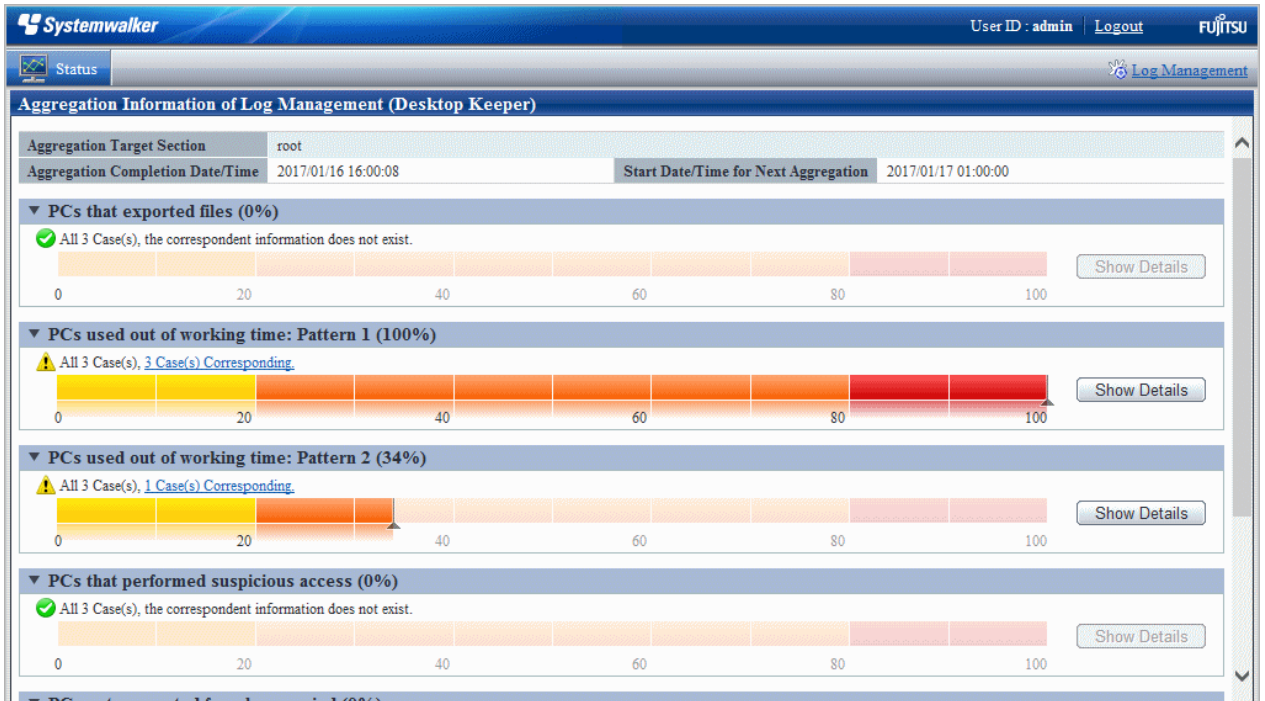 Systemwalker User ID : admin Logout FUJITSU
Status Log Management
Aggregation Information of Log Management (Desktop Keeper)
Aggregation Target Section root
Aggregation Completion Date/Time 2017/01/16 16:00:08 Start Date/Time for Next Aggregation 2017/01/17 01:00:00
PCs that exported files (0%)
All 3 Case(s), the correspondent information does not exist.
Show Details
0 20 40 60 80 100
PCs used out of working time: Pattern 1 (100%)
All 3 Case(s), 3 Case(s) Corresponding.
Show Details
0 20 40 60 80 100
PCs used out of working time: Pattern 2 (34%)
All 3 Case(s), 1 Case(s) Corresponding.
Show Details
0 20 40 60 80 100
PCs that performed suspicious access (0%)
All 3 Case(s), the correspondent information does not exist.
Show Details
0 20 40 60 80 100